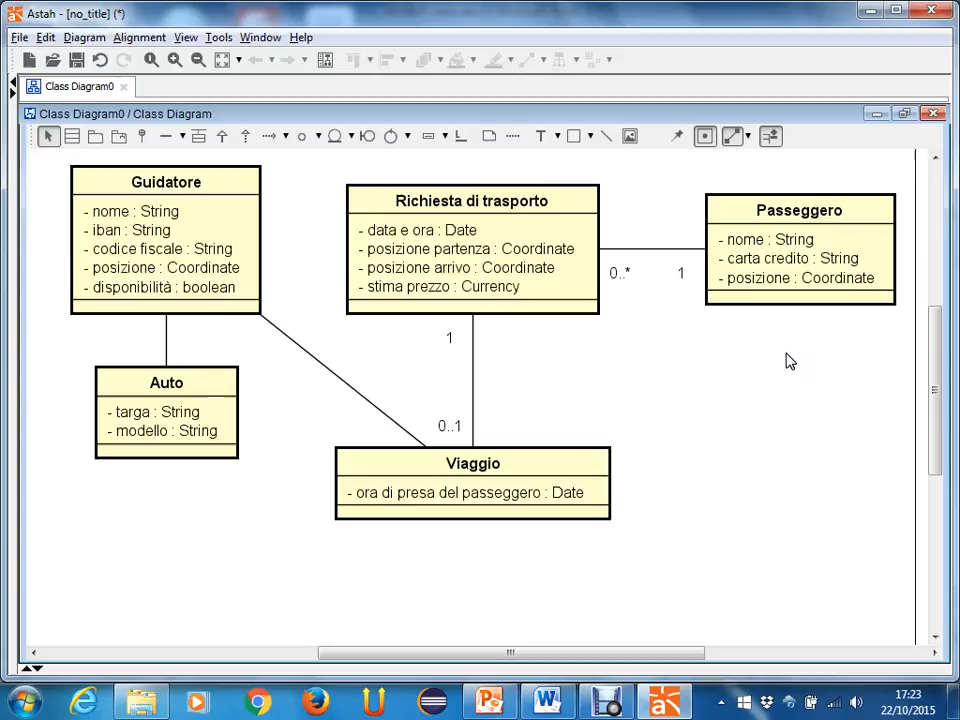 Astah - [no_title] (*)
File Edit Diagram Alignment View Tools Window Help
Class Diagram0
Class Diagram0 / Class Diagram
Guidatore
- nome : String
- iban : String
- codice fiscale : String
- posizione : Coordinate
- disponibilità : boolean
Richiesta di trasporto
- data e ora : Date
- posizione partenza : Coordinate
- posizione arrivo : Coordinate
- stima prezzo : Currency
Passeggero
- nome : String
- carta credito : String
- posizione : Coordinate
0..* 1
1
Auto
- targa : String
- modello : String
0..1
Viaggio
- ora di presa del passeggero : Date
17:23
22/10/2015